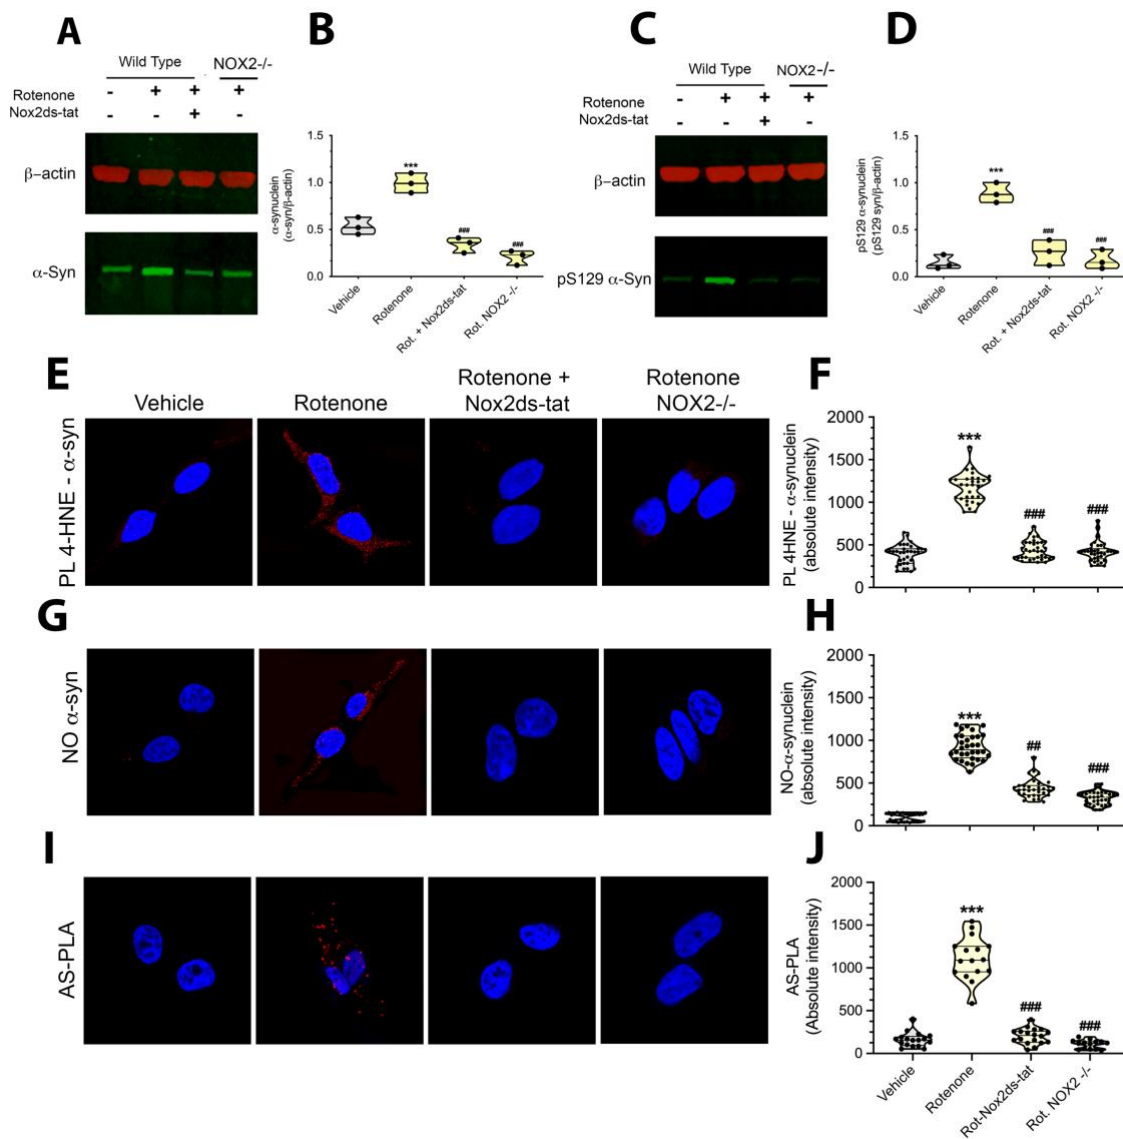 A
Wild Type NOX2-/-
Rotenone - + + +
Nox2ds-tat - - + -
β-actin
α-Syn
B
α-synuclein
(α-syn/β-actin)
1.5
1.0
0.5
0.0
***
###
###
Vehicle
Rotenone
Rot. + Nox2ds-tat
Rot. NOX2 -/-
C
Wild Type NOX2-/-
Rotenone - + + +
Nox2ds-tat - - + -
β-actin
pS129 α-Syn
D
pS129 α-synuclein
(pS129 syn/β-actin)
1.5
1.0
0.5
0.0
***
###
###
Vehicle
Rotenone
Rot. + Nox2ds-tat
Rot. NOX2 -/-
E
Vehicle
Rotenone
Rotenone +
Nox2ds-tat
Rotenone
NOX2-/-
PL 4-HNE - α-syn
F
PL 4HNE - α-synuclein
(absolute intensity)
2000
1500
1000
500
0
***
###
###
G
NO α-syn
H
NO-α-synuclein
(absolute intensity)
2000
1500
1000
500
0
***
##
###
I
AS-PLA
J
AS-PLA
(Absolute intensity)
2000
1500
1000
500
0
***
###
###
Vehicle
Rotenone
Rot-Nox2ds-tat
Rot. NOX2 -/-